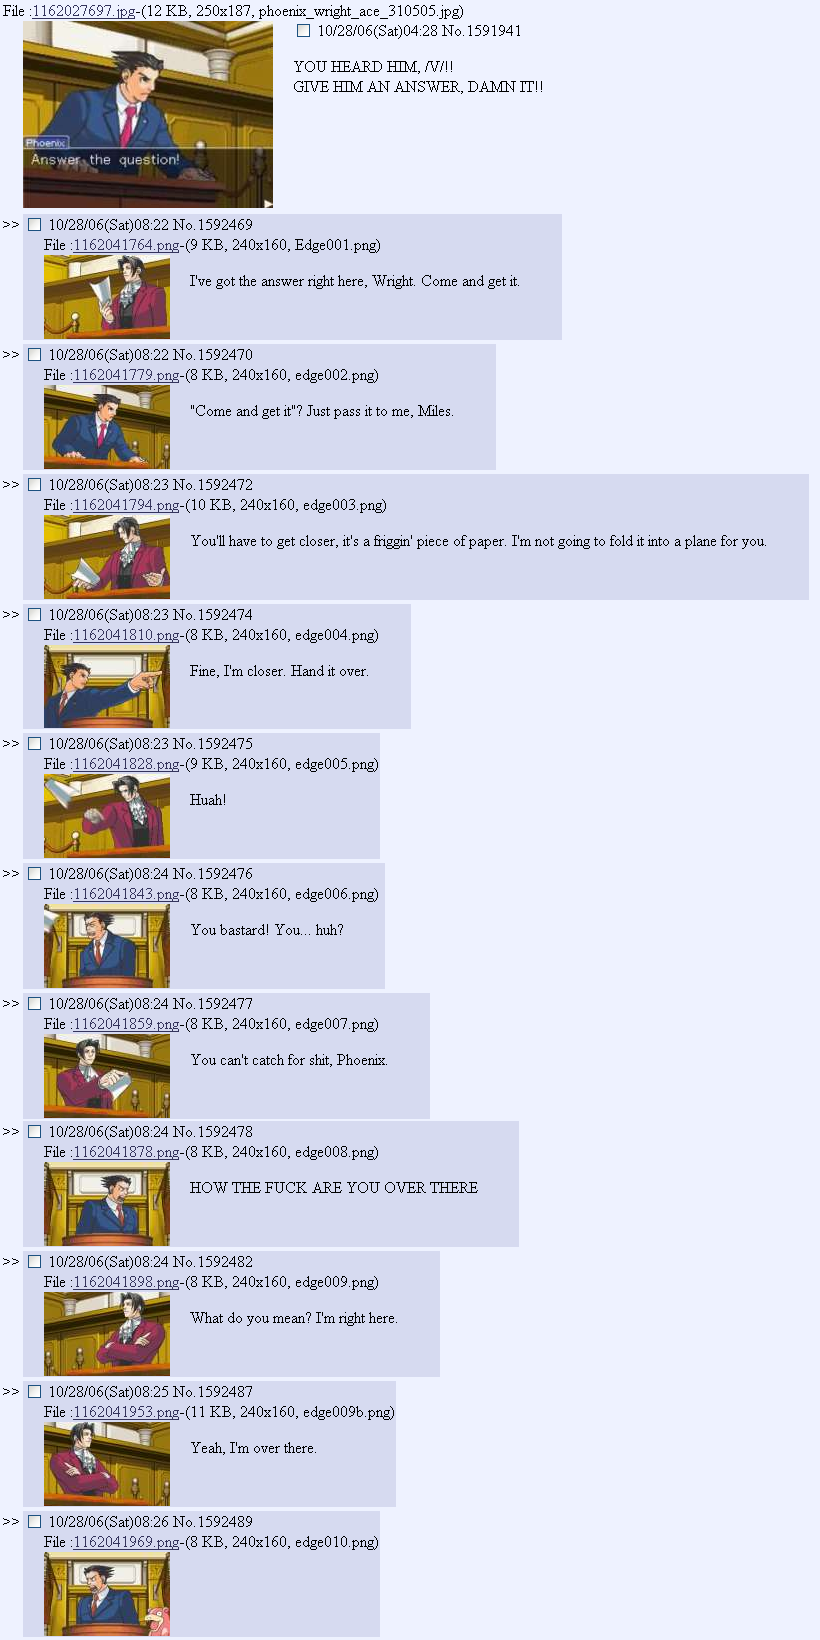 File :1162027697.jpg-(12 KB, 250x187, phoenix_wright_ace_310505.jpg)
10/28/06(Sat)04:28 No.1591941
YOU HEARD HIM, /V/!!
GIVE HIM AN ANSWER, DAMN IT!!
Phoenix
Answer the question!
>> 10/28/06(Sat)08:22 No.1592469
File :1162041764.png-(9 KB, 240x160, Edge001.png)
I've got the answer right here, Wright. Come and get it.
>> 10/28/06(Sat)08:22 No.1592470
File :1162041779.png-(8 KB, 240x160, edge002.png)
"Come and get it"? Just pass it to me, Miles.
>> 10/28/06(Sat)08:23 No.1592472
File :1162041794.png-(10 KB, 240x160, edge003.png)
You'll have to get closer, it's a friggin' piece of paper. I'm not going to fold it into a plane for you.
>> 10/28/06(Sat)08:23 No.1592474
File :1162041810.png-(8 KB, 240x160, edge004.png)
Fine, I'm closer. Hand it over.
>> 10/28/06(Sat)08:23 No.1592475
File :1162041828.png-(9 KB, 240x160, edge005.png)
Huah!
>> 10/28/06(Sat)08:24 No.1592476
File :1162041843.png-(8 KB, 240x160, edge006.png)
You bastard! You... huh?
>> 10/28/06(Sat)08:24 No.1592477
File :1162041859.png-(8 KB, 240x160, edge007.png)
You can't catch for shit, Phoenix.
>> 10/28/06(Sat)08:24 No.1592478
File :1162041878.png-(8 KB, 240x160, edge008.png)
HOW THE FUCK ARE YOU OVER THERE
>> 10/28/06(Sat)08:24 No.1592482
File :1162041898.png-(8 KB, 240x160, edge009.png)
What do you mean? I'm right here.
>> 10/28/06(Sat)08:25 No.1592487
File :1162041953.png-(11 KB, 240x160, edge009b.png)
Yeah, I'm over there.
>> 10/28/06(Sat)08:26 No.1592489
File :1162041969.png-(8 KB, 240x160, edge010.png)